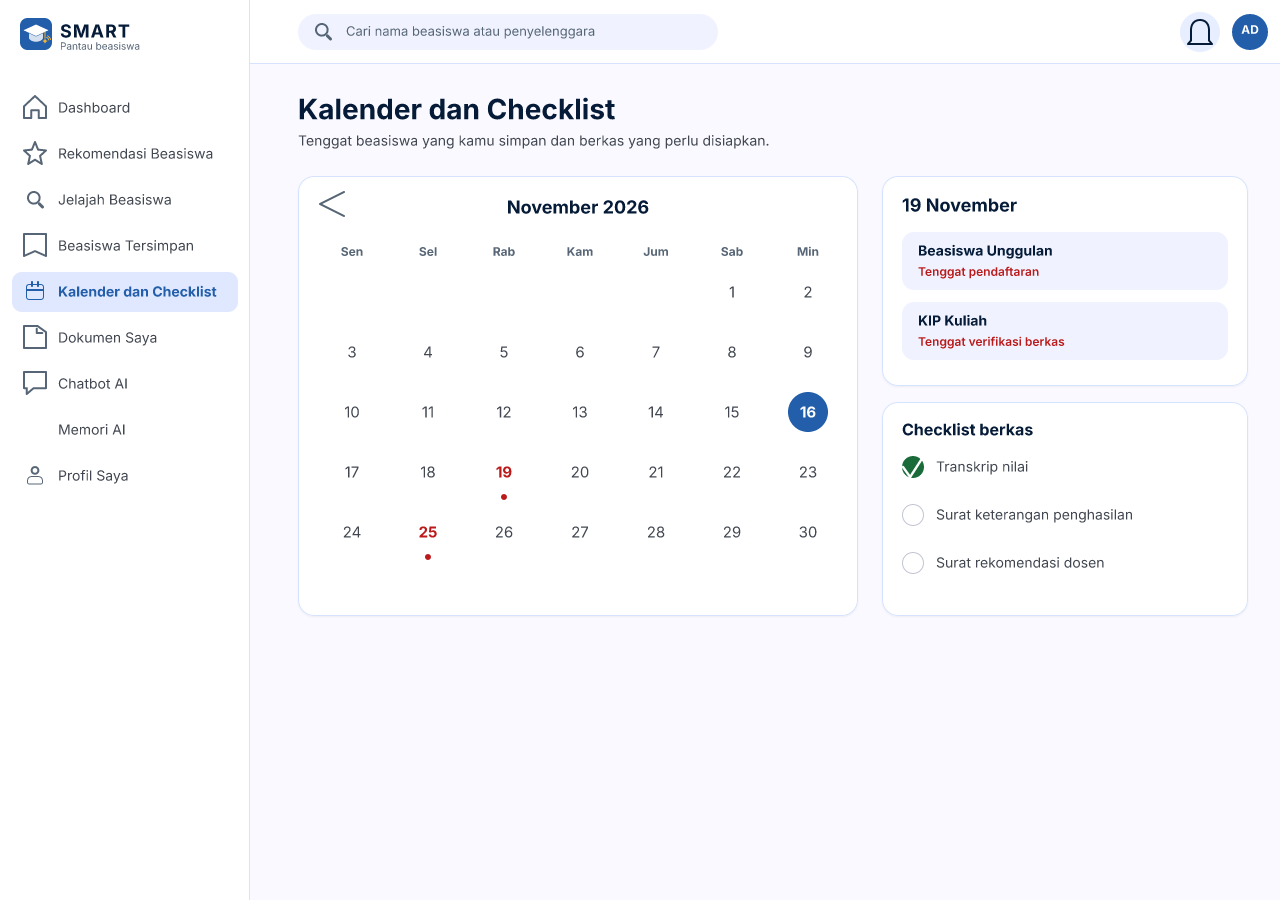 SMART
Pantau beasiswa
Cari nama beasiswa atau penyelenggara
AD
Dashboard
Rekomendasi Beasiswa
Jelajah Beasiswa
Beasiswa Tersimpan
Kalender dan Checklist
Dokumen Saya
Chatbot AI
Memori AI
Profil Saya
Kalender dan Checklist
Tenggat beasiswa yang kamu simpan dan berkas yang perlu disiapkan.
November 2026
Sen Sel Rab Kam Jum Sab Min
1 2
3 4 5 6 7 8 9
10 11 12 13 14 15 16
17 18 19 20 21 22 23
24 25 26 27 28 29 30
19 November
Beasiswa Unggulan
Tenggat pendaftaran
KIP Kuliah
Tenggat verifikasi berkas
Checklist berkas
Transkrip nilai
Surat keterangan penghasilan
Surat rekomendasi dosen